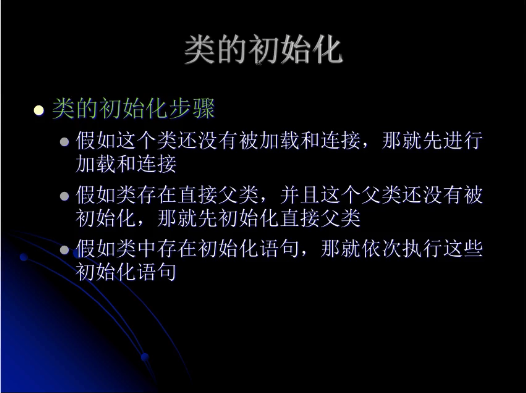 类的初始化
类的初始化步骤
假如这个类还没有被加载和连接，那就先进行
加载和连接
假如类存在直接父类，并且这个父类还没有被
初始化，那就先初始化直接父类
假如类中存在初始化语句，那就依次执行这些
初始化语句